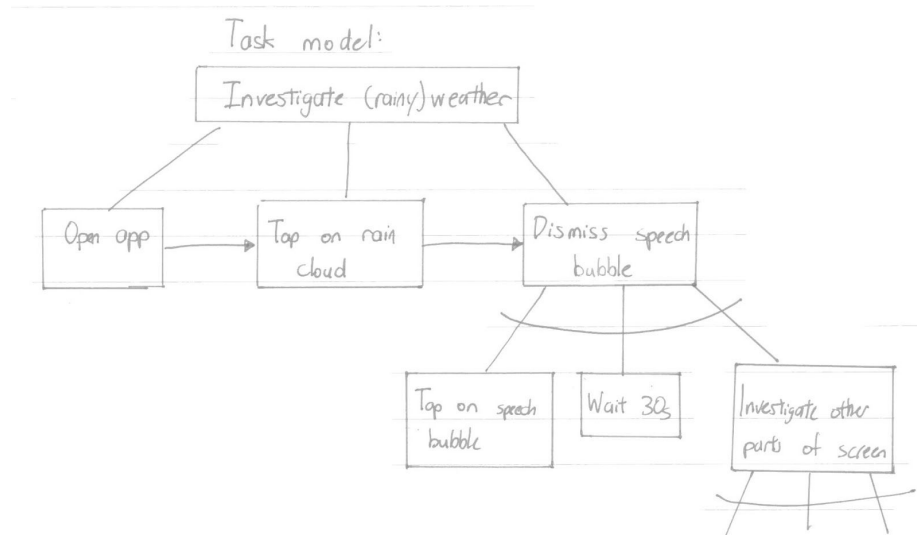 Task model:
Investigate (rainy) weather
Open app
Tap on rain
cloud
Dismiss speech
bubble
Tap on speech
bubble
Wait 30s
Investigate other
parts of screen